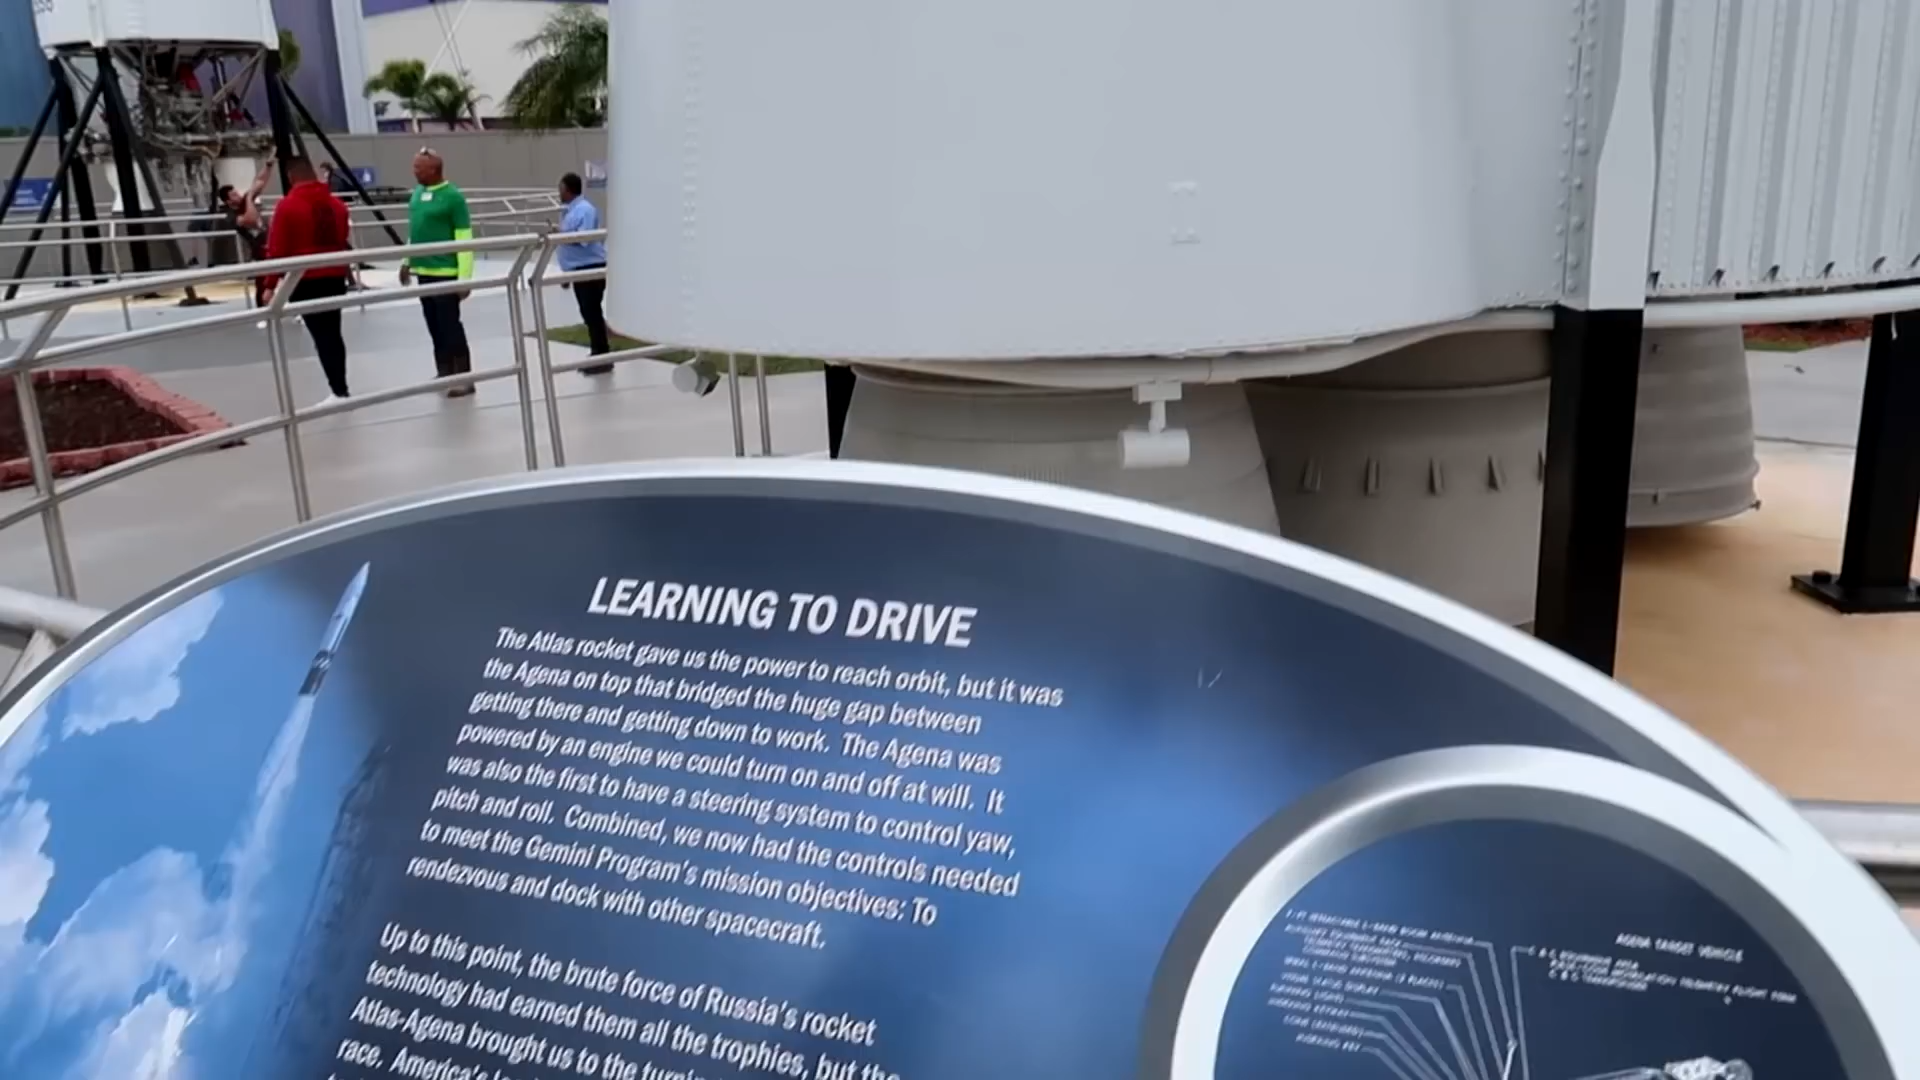 LEARNING TO DRIVE
The Atlas rocket gave us the power to reach orbit, but it was
the Agena on top that bridged the huge gap between
getting there and getting down to work. The Agena was
powered by an engine we could turn on and off at will. It
was also the first to have a steering system to control yaw,
pitch and roll. Combined, we now had the controls needed
to meet the Gemini Program's mission objectives: To
rendezvous and dock with other spacecraft.
Up to this point, the brute force of Russia's rocket
technology had earned them all the trophies, but the
Atlas-Agena brought us to the
race. America's
AGENA TARGET VEHICLE